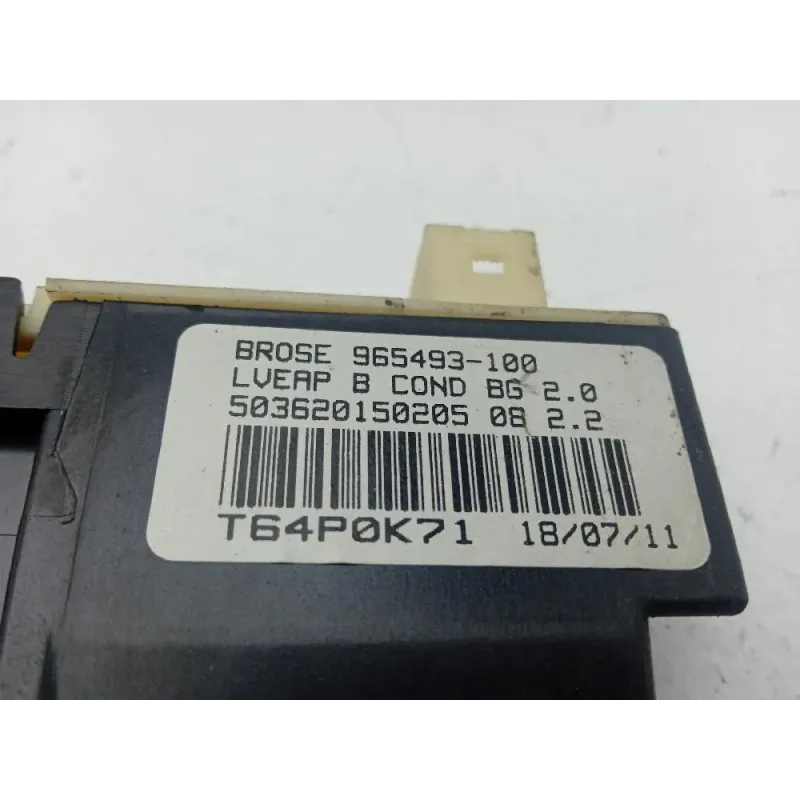 BROSE 965493-100
LVEAP B COND BG 2.0
503620150205 08 2.2
T64P0K71 18/07/11